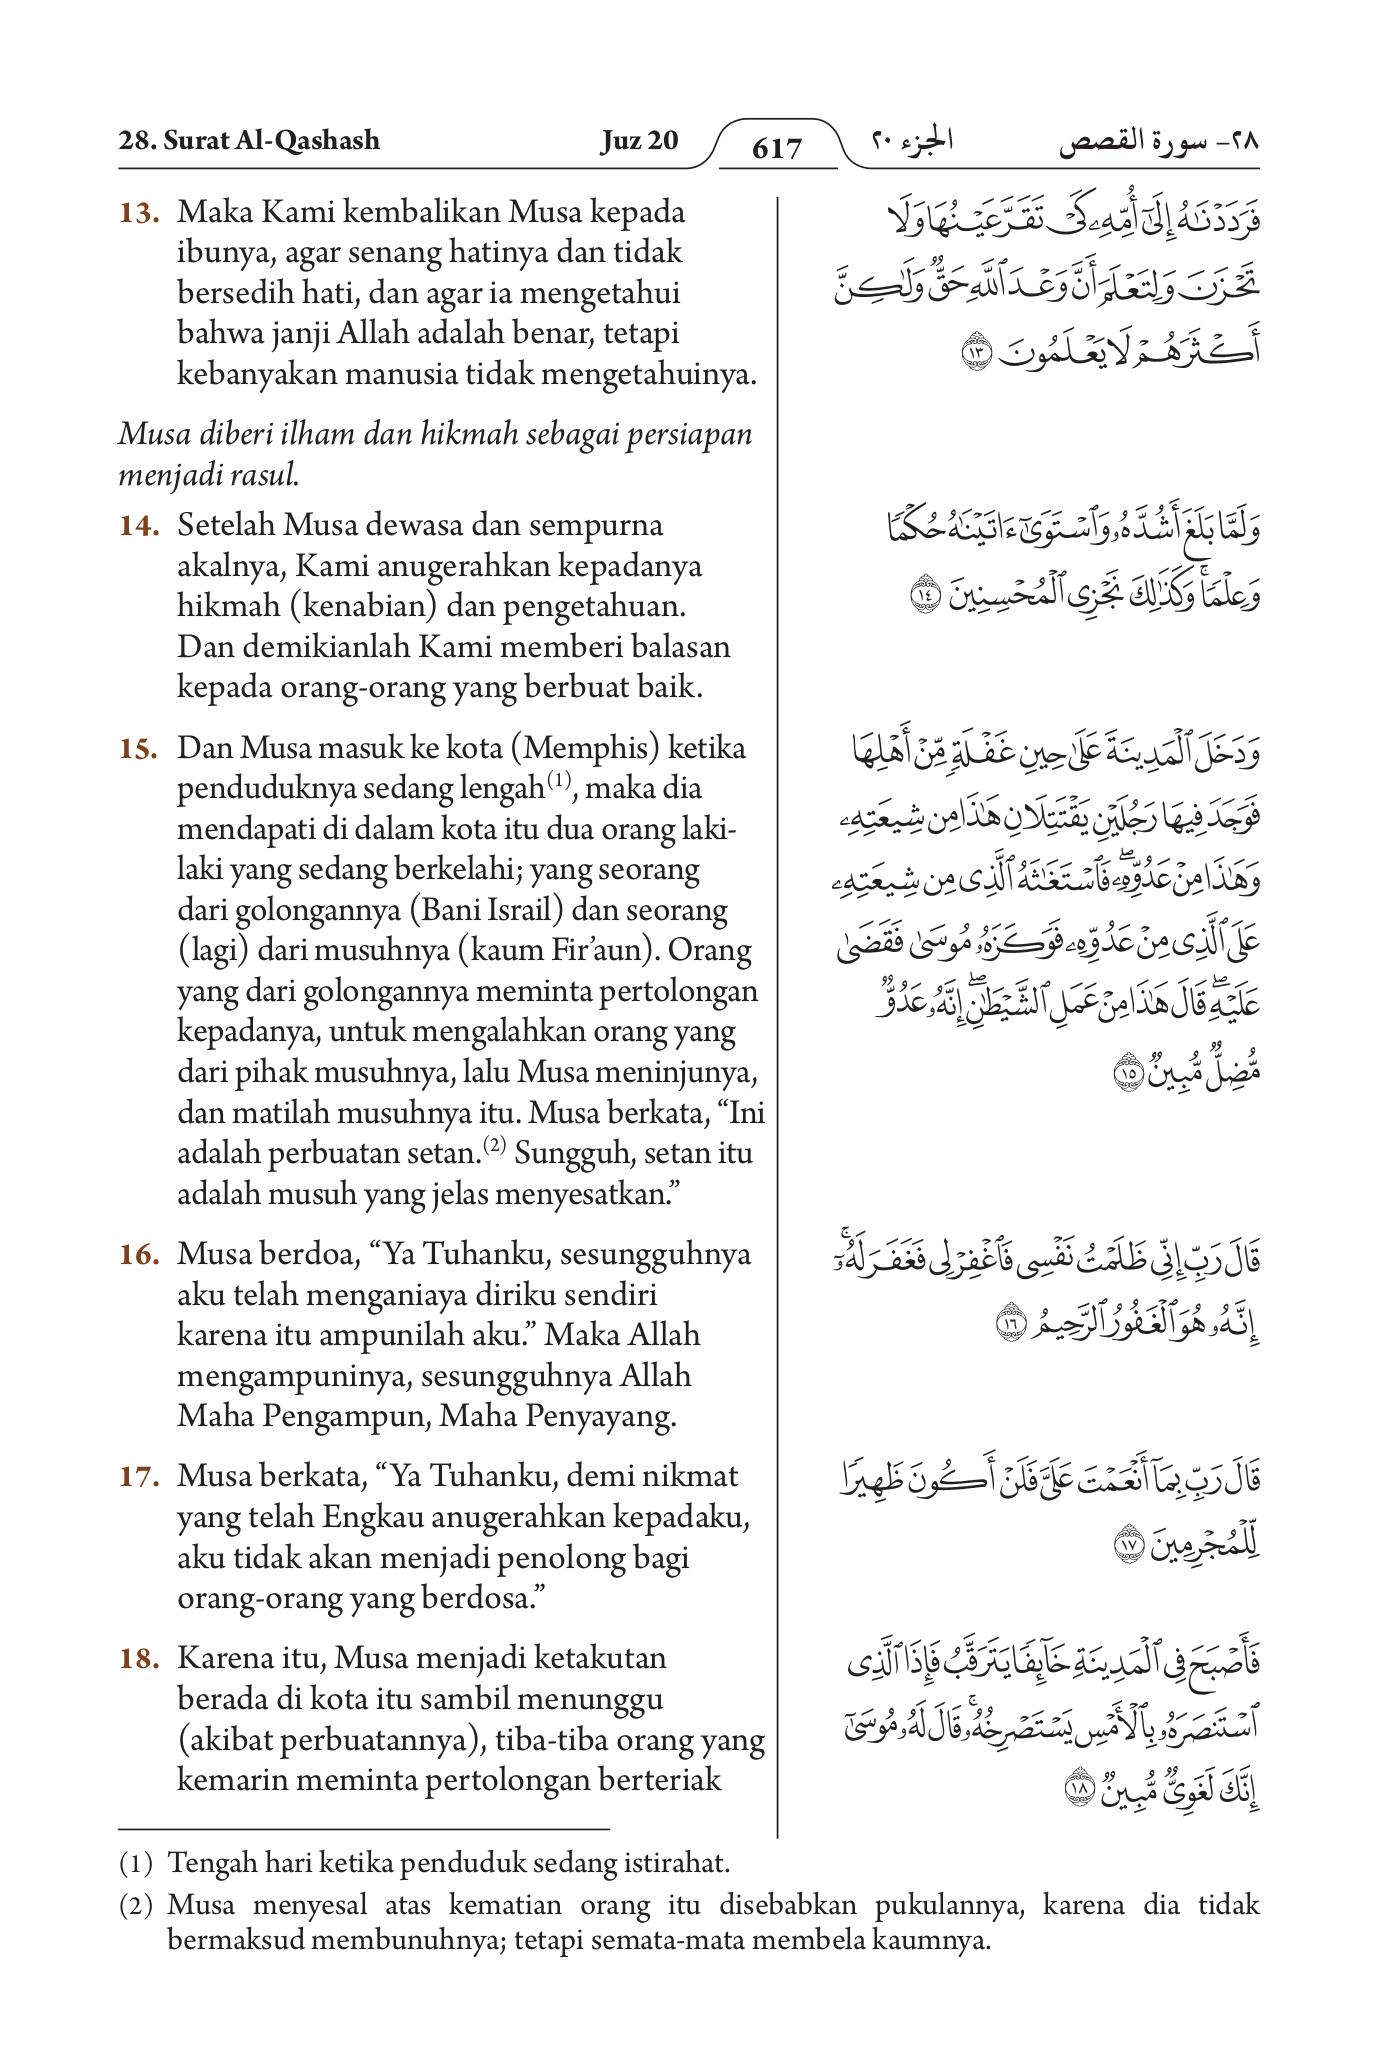 28. Surat Al-Qashash Juz 20 617 الجزء ٢٠ ٢٨- سورة القصص
13. Maka Kami kembalikan Musa kepada
ibunya, agar senang hatinya dan tidak
bersedih hati, dan agar ia mengetahui
bahwa janji Allah adalah benar, tetapi
kebanyakan manusia tidak mengetahuinya.
Musa diberi ilham dan hikmah sebagai persiapan
menjadi rasul.
14. Setelah Musa dewasa dan sempurna
akalnya, Kami anugerahkan kepadanya
hikmah (kenabian) dan pengetahuan.
Dan demikianlah Kami memberi balasan
kepada orang-orang yang berbuat baik.
15. Dan Musa masuk ke kota (Memphis) ketika
penduduknya sedang lengah(1), maka dia
mendapati di dalam kota itu dua orang laki-
laki yang sedang berkelahi; yang seorang
dari golongannya (Bani Israil) dan seorang
(lagi) dari musuhnya (kaum Fir’aun). Orang
yang dari golongannya meminta pertolongan
kepadanya, untuk mengalahkan orang yang
dari pihak musuhnya, lalu Musa meninjunya,
dan matilah musuhnya itu. Musa berkata, “Ini
adalah perbuatan setan.(2) Sungguh, setan itu
adalah musuh yang jelas menyesatkan.”
16. Musa berdoa, “Ya Tuhanku, sesungguhnya
aku telah menganiaya diriku sendiri
karena itu ampunilah aku.” Maka Allah
mengampuninya, sesungguhnya Allah
Maha Pengampun, Maha Penyayang.
17. Musa berkata, “Ya Tuhanku, demi nikmat
yang telah Engkau anugerahkan kepadaku,
aku tidak akan menjadi penolong bagi
orang-orang yang berdosa.”
18. Karena itu, Musa menjadi ketakutan
berada di kota itu sambil menunggu
(akibat perbuatannya), tiba-tiba orang yang
kemarin meminta pertolongan berteriak
فَرَدَدْنَٰهُ إِلَىٰٓ أُمِّهِۦ كَىْ تَقَرَّ عَيْنُهَا وَلَا
تَحْزَنَ وَلِتَعْلَمَ أَنَّ وَعْدَ ٱللَّهِ حَقٌّ وَلَٰكِنَّ
أَكْثَرَهُمْ لَا يَعْلَمُونَ ١٣
وَلَمَّا بَلَغَ أَشُدَّهُۥ وَٱسْتَوَىٰٓ ءَاتَيْنَٰهُ حُكْمًا
وَعِلْمًا ۚ وَكَذَٰلِكَ نَجْزِى ٱلْمُحْسِنِينَ ١٤
وَدَخَلَ ٱلْمَدِينَةَ عَلَىٰ حِينِ غَفْلَةٍ مِّنْ أَهْلِهَا
فَوَجَدَ فِيهَا رَجُلَيْنِ يَقْتَتِلَانِ هَٰذَا مِن شِيعَتِهِۦ
وَهَٰذَا مِنْ عَدُوِّهِۦ ۖ فَٱسْتَغَٰثَهُ ٱلَّذِى مِن شِيعَتِهِۦ
عَلَى ٱلَّذِى مِنْ عَدُوِّهِۦ فَوَكَزَهُۥ مُوسَىٰ فَقَضَىٰ
عَلَيْهِ ۖ قَالَ هَٰذَا مِنْ عَمَلِ ٱلشَّيْطَٰنِ ۖ إِنَّهُۥ عَدُوٌّ
مُّضِلٌّ مُّبِينٌ ١٥
قَالَ رَبِّ إِنِّى ظَلَمْتُ نَفْسِى فَٱغْفِرْ لِى فَغَفَرَ لَهُۥٓ ۚ
إِنَّهُۥ هُوَ ٱلْغَفُورُ ٱلرَّحِيمُ ١٦
قَالَ رَبِّ بِمَآ أَنْعَمْتَ عَلَىَّ فَلَنْ أَكُونَ ظَهِيرًا
لِّلْمُجْرِمِينَ ١٧
فَأَصْبَحَ فِى ٱلْمَدِينَةِ خَآئِفًا يَتَرَقَّبُ فَإِذَا ٱلَّذِى
ٱسْتَنصَرَهُۥ بِٱلْأَمْسِ يَسْتَصْرِخُهُۥ ۚ قَالَ لَهُۥ مُوسَىٰٓ
إِنَّكَ لَغَوِىٌّ مُّبِينٌ ١٨
(1) Tengah hari ketika penduduk sedang istirahat.
(2) Musa menyesal atas kematian orang itu disebabkan pukulannya, karena dia tidak
bermaksud membunuhnya; tetapi semata-mata membela kaumnya.